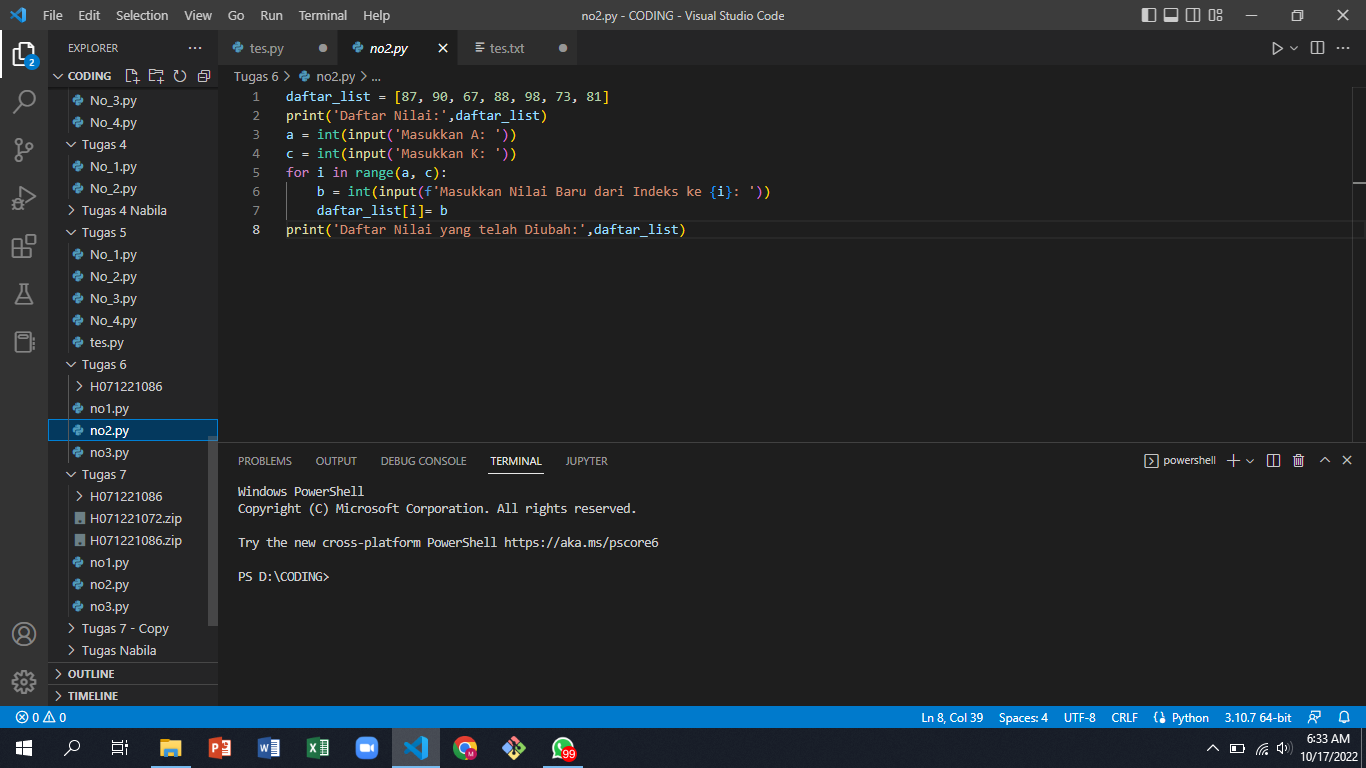 File Edit Selection View Go Run Terminal Help no2.py - CODING - Visual Studio Code
EXPLORER
2
CODING
No_3.py
No_4.py
Tugas 4
No_1.py
No_2.py
Tugas 4 Nabila
Tugas 5
No_1.py
No_2.py
No_3.py
No_4.py
tes.py
Tugas 6
H071221086
no1.py
no2.py
no3.py
Tugas 7
H071221086
H071221072.zip
H071221086.zip
no1.py
no2.py
no3.py
Tugas 7 - Copy
Tugas Nabila
OUTLINE
TIMELINE
tes.py no2.py tes.txt
Tugas 6 > no2.py > ...
1 daftar_list = [87, 90, 67, 88, 98, 73, 81]
2 print('Daftar Nilai:',daftar_list)
3 a = int(input('Masukkan A: '))
4 c = int(input('Masukkan K: '))
5 for i in range(a, c):
6 b = int(input(f'Masukkan Nilai Baru dari Indeks ke {i}: '))
7 daftar_list[i]= b
8 print('Daftar Nilai yang telah Diubah:',daftar_list)
PROBLEMS OUTPUT DEBUG CONSOLE TERMINAL JUPYTER powershell
Windows PowerShell
Copyright (C) Microsoft Corporation. All rights reserved.
Try the new cross-platform PowerShell https://aka.ms/pscore6
PS D:\CODING>
0 0 Ln 8, Col 39 Spaces: 4 UTF-8 CRLF Python 3.10.7 64-bit
99
6:33 AM
10/17/2022